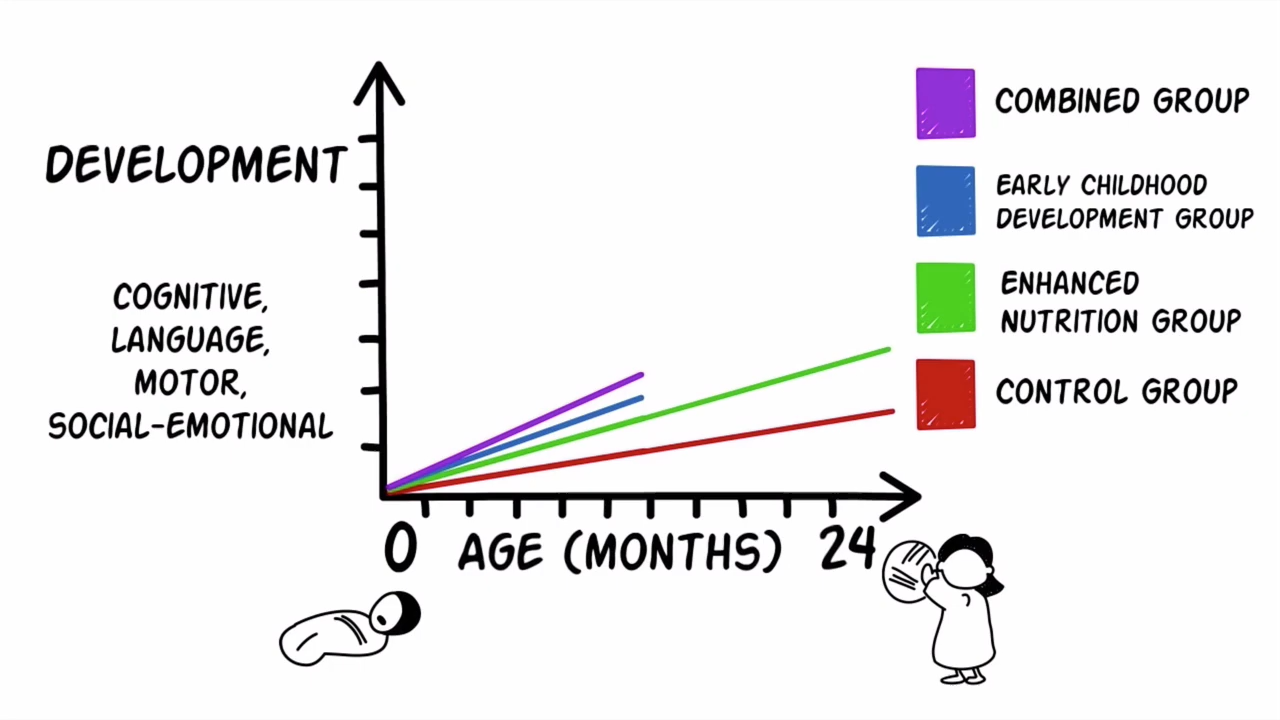 DEVELOPMENT
COGNITIVE,
LANGUAGE,
MOTOR,
SOCIAL-EMOTIONAL
0 AGE (MONTHS) 24
COMBINED GROUP
EARLY CHILDHOOD
DEVELOPMENT GROUP
ENHANCED
NUTRITION GROUP
CONTROL GROUP